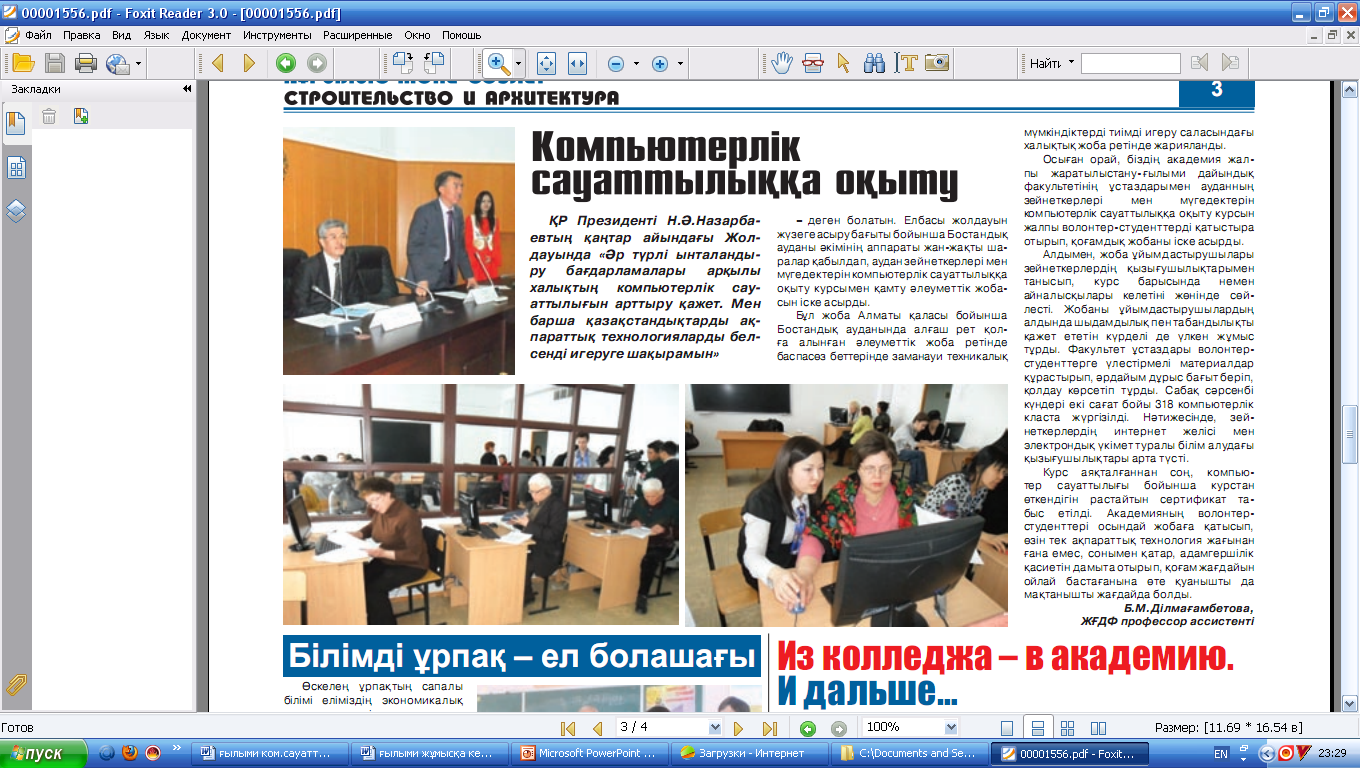 00001556.pdf - Foxit Reader 3.0 - [00001556.pdf]
Файл Правка Вид Язык Документ Инструменты Расширенные Окно Помощь
Найти
Закладки
СТРОИТЕЛЬСТВО И АРХИТЕКТУРА
3
Компьютерлік
сауаттылыққа оқыту
ҚР Президенті Н.Ә.Назарба-
евтың қаңтар айындағы Жол-
дауында «Әр түрлі ынталанды-
ру бағдарламалары арқылы
халықтың компьютерлік сау-
аттылығын арттыру қажет. Мен
барша қазақстандықтарды ақ-
параттық технологияларды бел-
сенді игеруге шақырамын»
– деген болатын. Елбасы жолдауын
жүзеге асыру бағыты бойынша Бостандық
ауданы әкімінің аппараты жан-жақты ша-
ралар қабылдап, аудан зейнеткерлері мен
мүгедектерін компьютерлік сауаттылыққа
оқыту курсымен қамту әлеуметтік жоба-
сын іске асырды.
Бұл жоба Алматы қаласы бойынша
Бостандық ауданында алғаш рет қол-
ға алынған әлеуметтік жоба ретінде
баспасөз беттерінде заманауи техникалық
мүмкіндіктерді тиімді игеру саласындағы
халықтық жоба ретінде жарияланды.
Осыған орай, біздің академия жал-
пы жаратылыстану-ғылыми дайындық
факультетінің ұстаздарымен ауданның
зейнеткерлері мен мүгедектерін
компьютерлік сауаттылыққа оқыту курсын
жалпы волонтер-студенттерді қатыстыра
отырып, қоғамдық жобаны іске асырды.
Алдымен, жоба ұйымдастырушылары
зейнеткерлердің қызығушылықтарымен
танысып, курс барысында немен
айналысқылары келетіні жөнінде сөй-
лесті. Жобаны ұйымдастырушылардың
алдында шыдамдылық пен табандылықты
қажет ететін күрделі де үлкен жұмыс
тұрды. Факультет ұстаздары волонтер-
студенттерге үлестірмелі материалдар
құрастырып, әрдайым дұрыс бағыт беріп,
қолдау көрсетіп тұрды. Сабақ сәрсенбі
күндері екі сағат бойы 318 компьютерлік
класта жүргізілді. Нәтижесінде, зей-
неткерлердің интернет желісі мен
электрондық үкімет туралы білім алудағы
қызығушылықтары арта түсті.
Курс аяқталғаннан соң, компью-
тер сауаттылығы бойынша курстан
өткендігін растайтын сертификат та-
быс етілді. Академияның волонтер-
студенттері осындай жобаға қатысып,
өзін тек ақпараттық технология жағынан
ғана емес, сонымен қатар, адамгершілік
қасиетін дамыта отырып, қоғам жағдайын
ойлай бастағанына өте қуанышты да
мақтанышты жағдайда болды.
Б.М.Ділмағамбетова,
ЖҒДФ профессор ассистенті
Білімді ұрпақ – ел болашағы
Өскелең ұрпақтың сапалы
білімі еліміздің экономикалық
Из колледжа – в академию.
И дальше...
Готов
3 / 4
100%
Размер: [11.69 * 16.54 в]
пуск
ғылыми ком.сауатт...
ғылыми жұмысқа ке...
Microsoft PowerPoint ...
Загрузки - Интернет
C:\Documents and Se...
00001556.pdf - Foxit...
EN
23:29